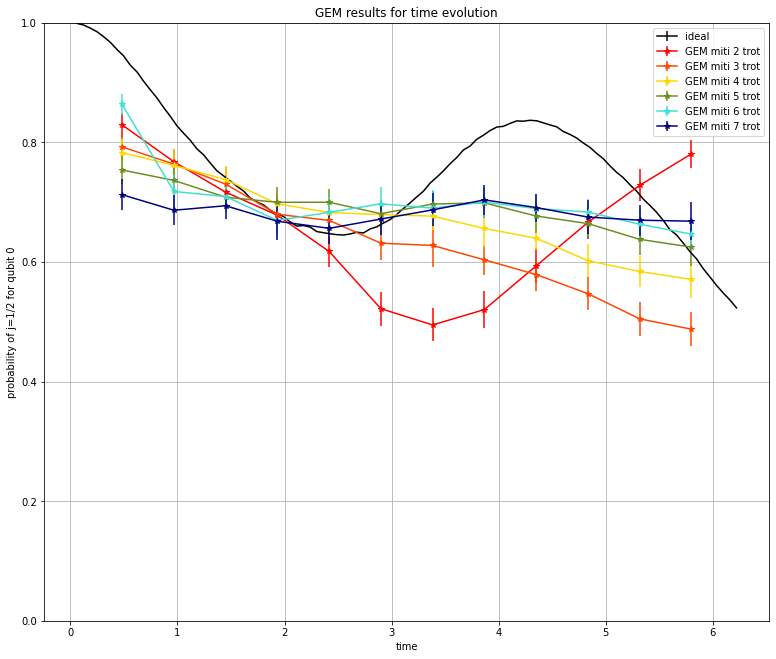 GEM results for time evolution
ideal
GEM miti 2 trot
GEM miti 3 trot
GEM miti 4 trot
GEM miti 5 trot
GEM miti 6 trot
GEM miti 7 trot
probability of j=1/2 for qubit 0
1.0
0.8
0.6
0.4
0.2
0.0
0 1 2 3 4 5 6
time